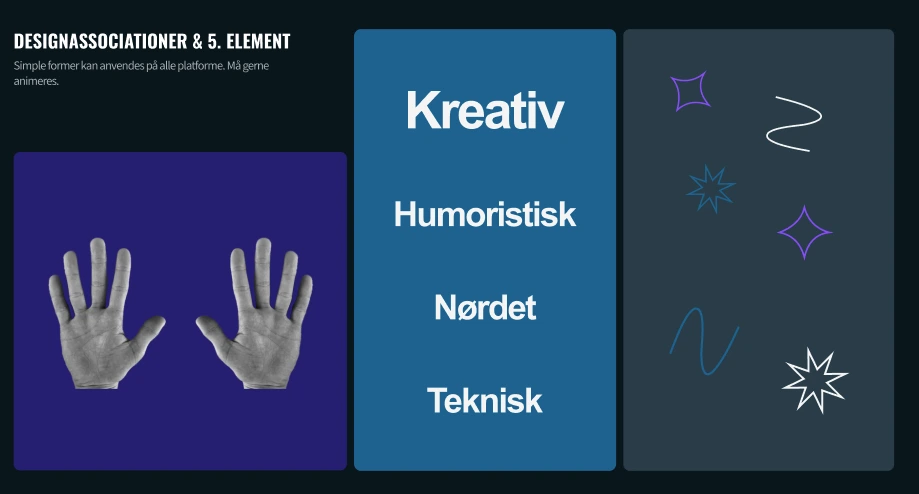 DESIGNASSOCIATIONER & 5. ELEMENT
Simple former kan anvendes på alle platforme. Må gerne
animeres.
Kreativ
Humoristisk
Nørdet
Teknisk